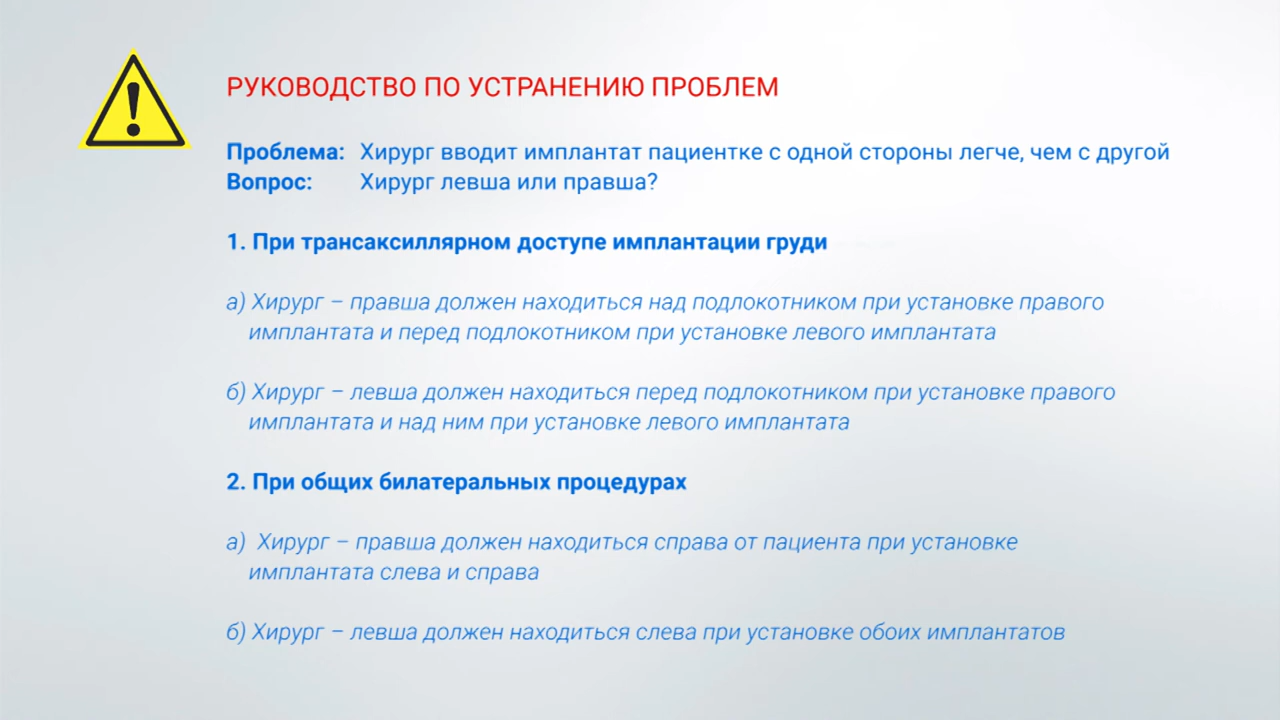 РУКОВОДСТВО ПО УСТРАНЕНИЮ ПРОБЛЕМ
Проблема: Хирург вводит имплантат пациентке с одной стороны легче, чем с другой
Вопрос: Хирург левша или правша?
1. При трансаксиллярном доступе имплантации груди
а) Хирург – правша должен находиться над подлокотником при установке правого
имплантата и перед подлокотником при установке левого имплантата
б) Хирург – левша должен находиться перед подлокотником при установке правого
имплантата и над ним при установке левого имплантата
2. При общих билатеральных процедурах
а) Хирург – правша должен находиться справа от пациента при установке
имплантата слева и справа
б) Хирург – левша должен находиться слева при установке обоих имплантатов